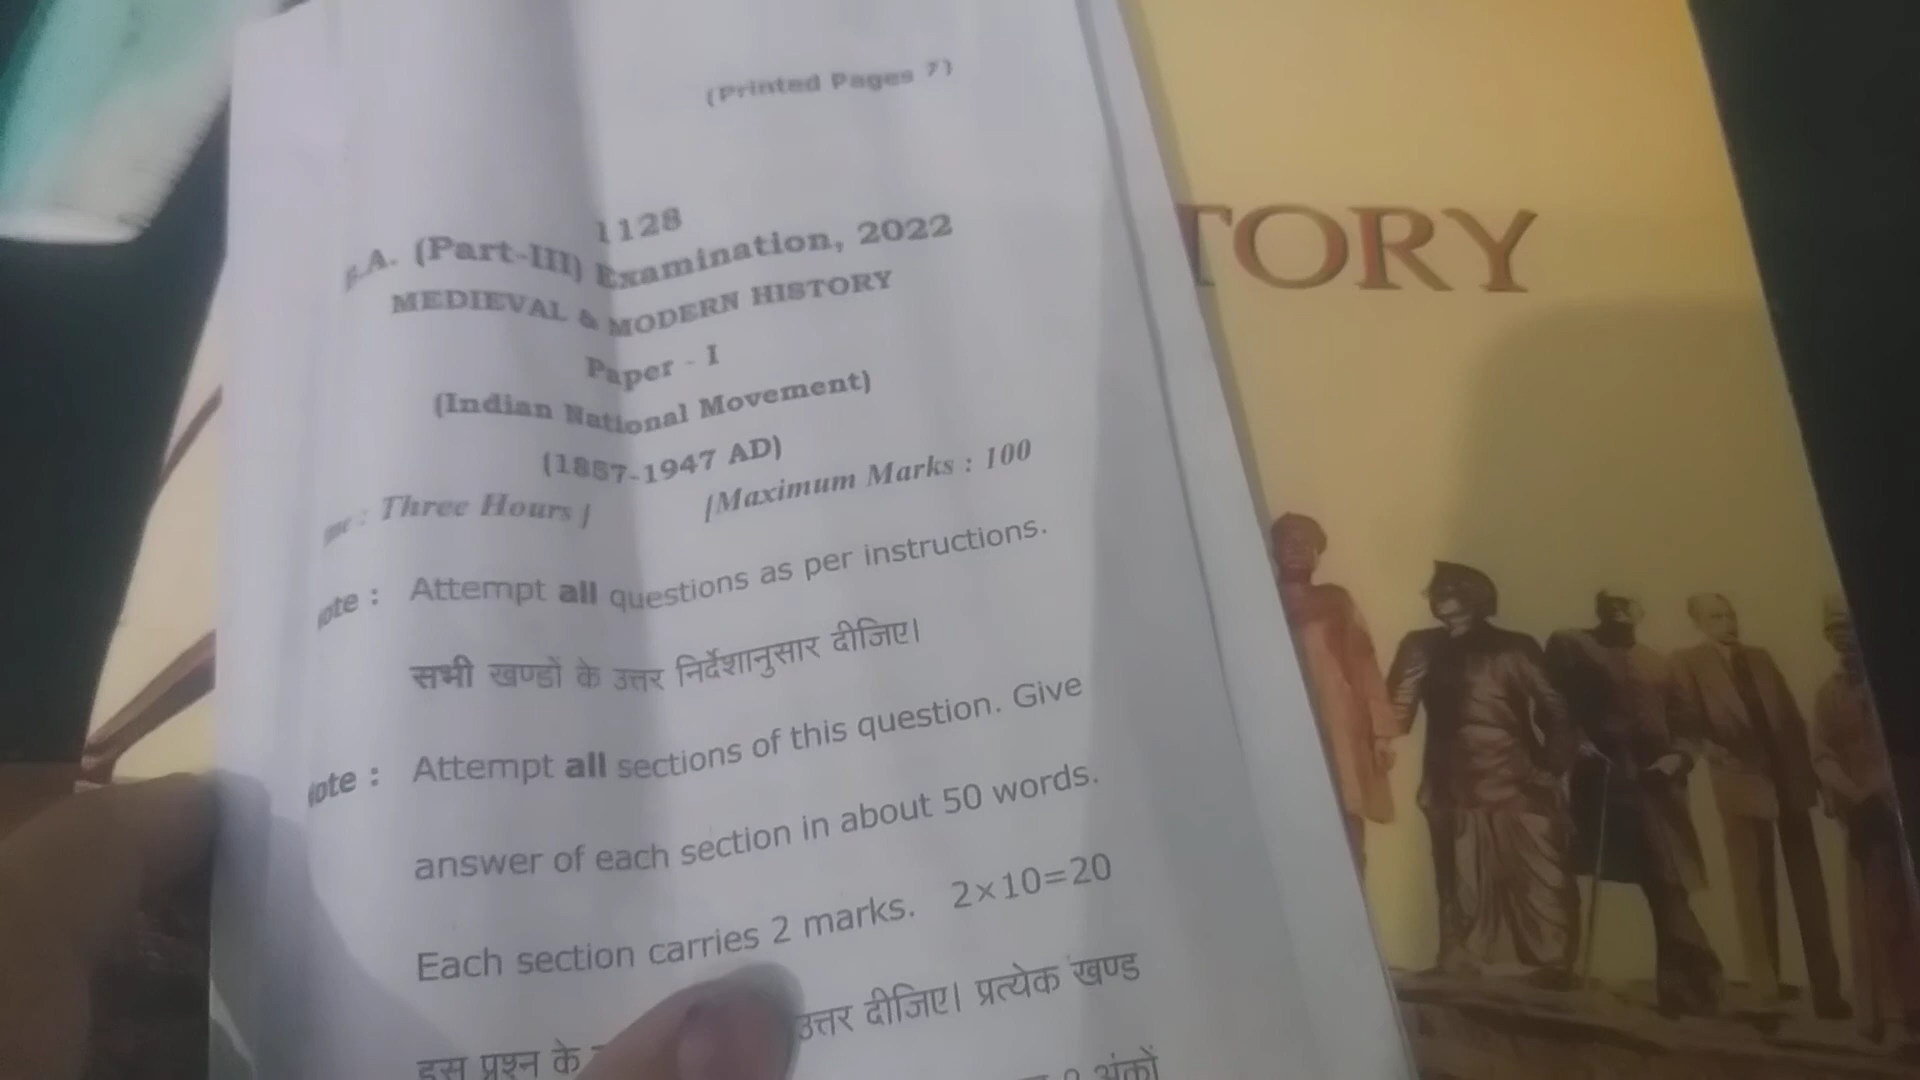 (Printed Pages 7)
1128
.A. (Part-III) Examination, 2022
MEDIEVAL & MODERN HISTORY
Paper - I
(Indian National Movement)
(1857-1947 AD)
: Three Hours ] [Maximum Marks : 100
ote : Attempt all questions as per instructions.
सभी खण्डों के उत्तर निर्देशानुसार दीजिए।
ote : Attempt all sections of this question. Give
answer of each section in about 50 words.
Each section carries 2 marks. 2×10=20
इस प्रश्न के उत्तर दीजिए। प्रत्येक खण्ड
अंकों
TORY